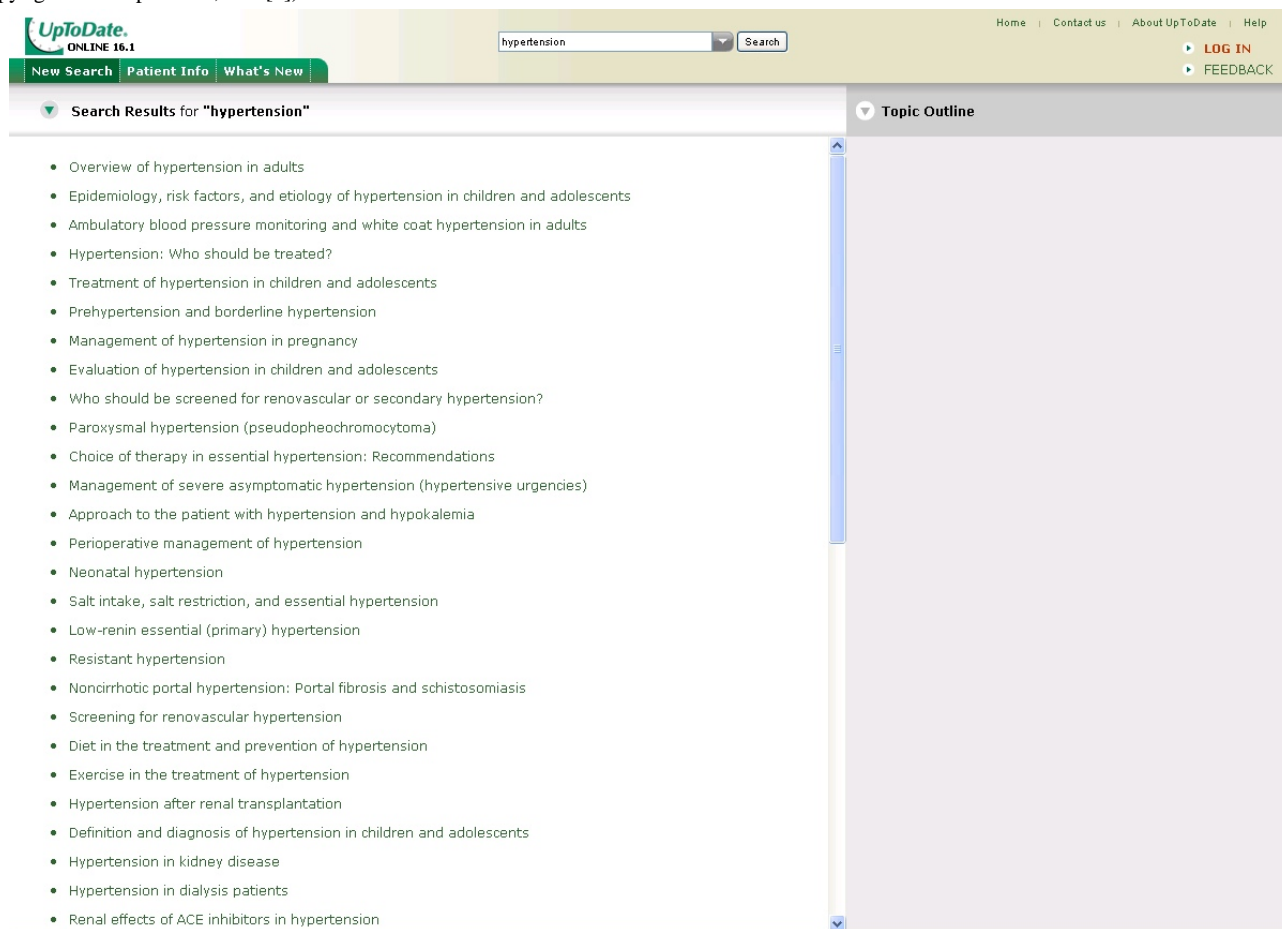 UpToDate.
ONLINE 16.1
hypertension
Search
Home | Contact us | About UpToDate | Help
LOG IN
FEEDBACK
New Search Patient Info What's New
Search Results for "hypertension"
Topic Outline
• Overview of hypertension in adults
• Epidemiology, risk factors, and etiology of hypertension in children and adolescents
• Ambulatory blood pressure monitoring and white coat hypertension in adults
• Hypertension: Who should be treated?
• Treatment of hypertension in children and adolescents
• Prehypertension and borderline hypertension
• Management of hypertension in pregnancy
• Evaluation of hypertension in children and adolescents
• Who should be screened for renovascular or secondary hypertension?
• Paroxysmal hypertension (pseudopheochromocytoma)
• Choice of therapy in essential hypertension: Recommendations
• Management of severe asymptomatic hypertension (hypertensive urgencies)
• Approach to the patient with hypertension and hypokalemia
• Perioperative management of hypertension
• Neonatal hypertension
• Salt intake, salt restriction, and essential hypertension
• Low-renin essential (primary) hypertension
• Resistant hypertension
• Noncirrhotic portal hypertension: Portal fibrosis and schistosomiasis
• Screening for renovascular hypertension
• Diet in the treatment and prevention of hypertension
• Exercise in the treatment of hypertension
• Hypertension after renal transplantation
• Definition and diagnosis of hypertension in children and adolescents
• Hypertension in kidney disease
• Hypertension in dialysis patients
• Renal effects of ACE inhibitors in hypertension